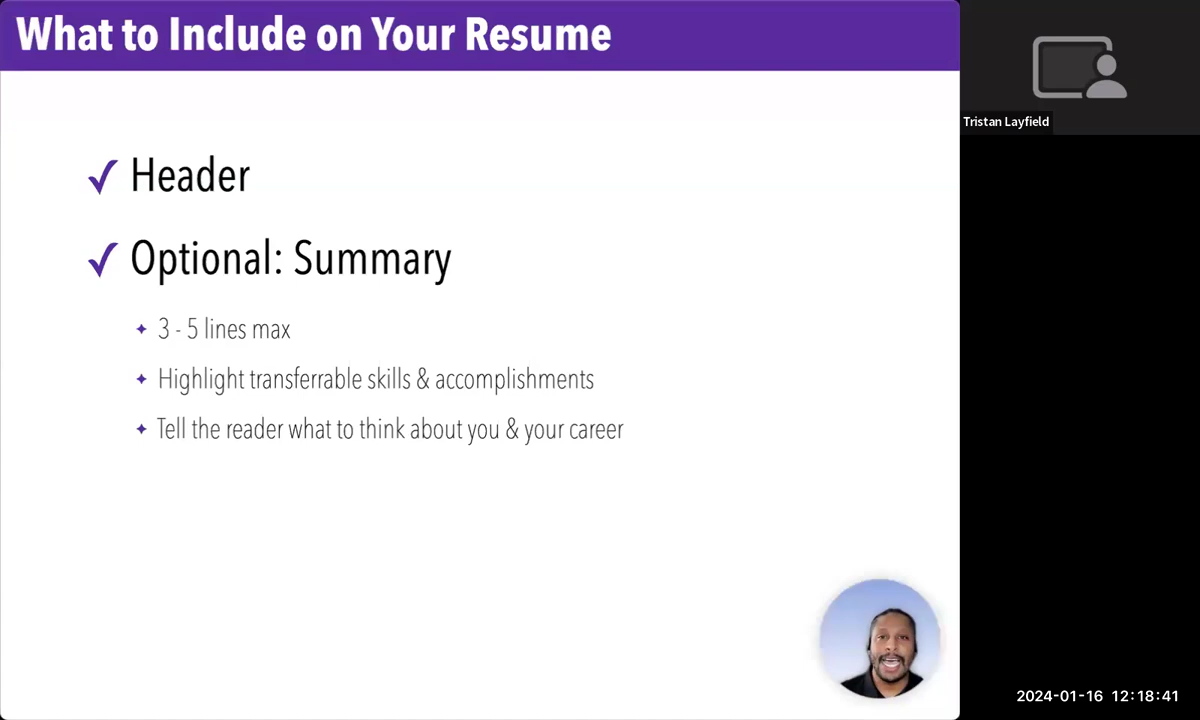 What to Include on Your Resume
Header
Optional: Summary
3 - 5 lines max
Highlight transferrable skills & accomplishments
Tell the reader what to think about you & your career
Tristan Layfield
2024-01-16 12:18:41